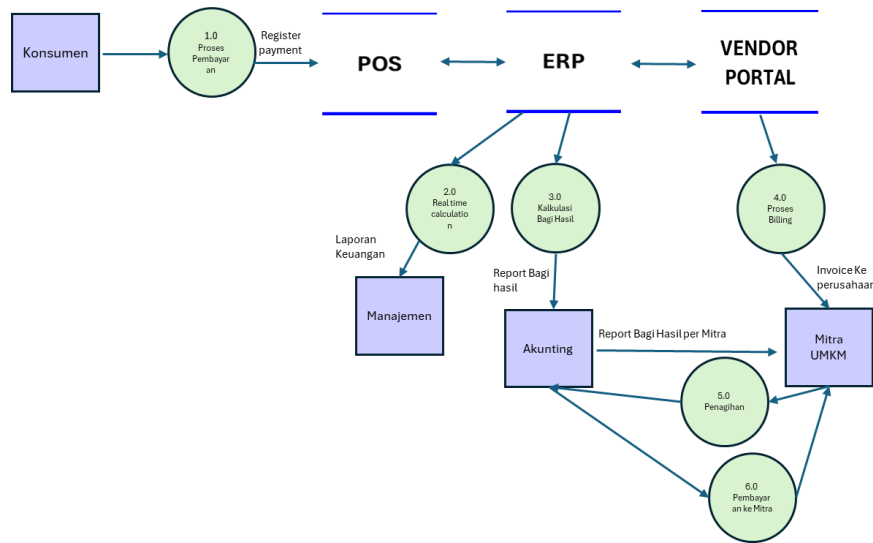 Konsumen
1.0
Proses
Pembayar
an
Register
payment
POS
ERP
VENDOR
PORTAL
2.0
Real time
calculatio
n
3.0
Kalkulasi
Bagi Hasil
4.0
Proses
Billing
Laporan
Keuangan
Report Bagi
hasil
Invoice Ke
perusahaan
Manajemen
Akunting
Report Bagi Hasil per Mitra
Mitra
UMKM
5.0
Penagihan
6.0
Pembayar
an ke Mitra